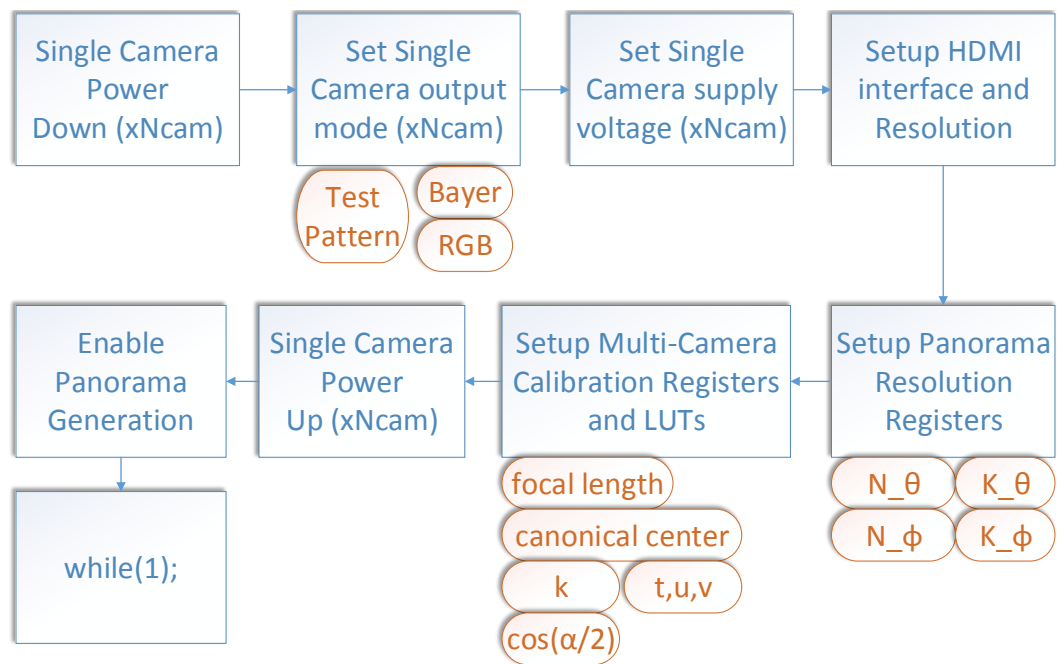 Single Camera
Power
Down (xNcam)
Set Single
Camera output
mode (xNcam)
Test
Pattern
Bayer
RGB
Set Single
Camera supply
voltage (xNcam)
Setup HDMI
interface and
Resolution
Setup Panorama
Resolution
Registers
N_θ
K_θ
N_ϕ
K_ϕ
Setup Multi-Camera
Calibration Registers
and LUTs
focal length
canonical center
k
t,u,v
cos(α/2)
Single Camera
Power
Up (xNcam)
Enable
Panorama
Generation
while(1);